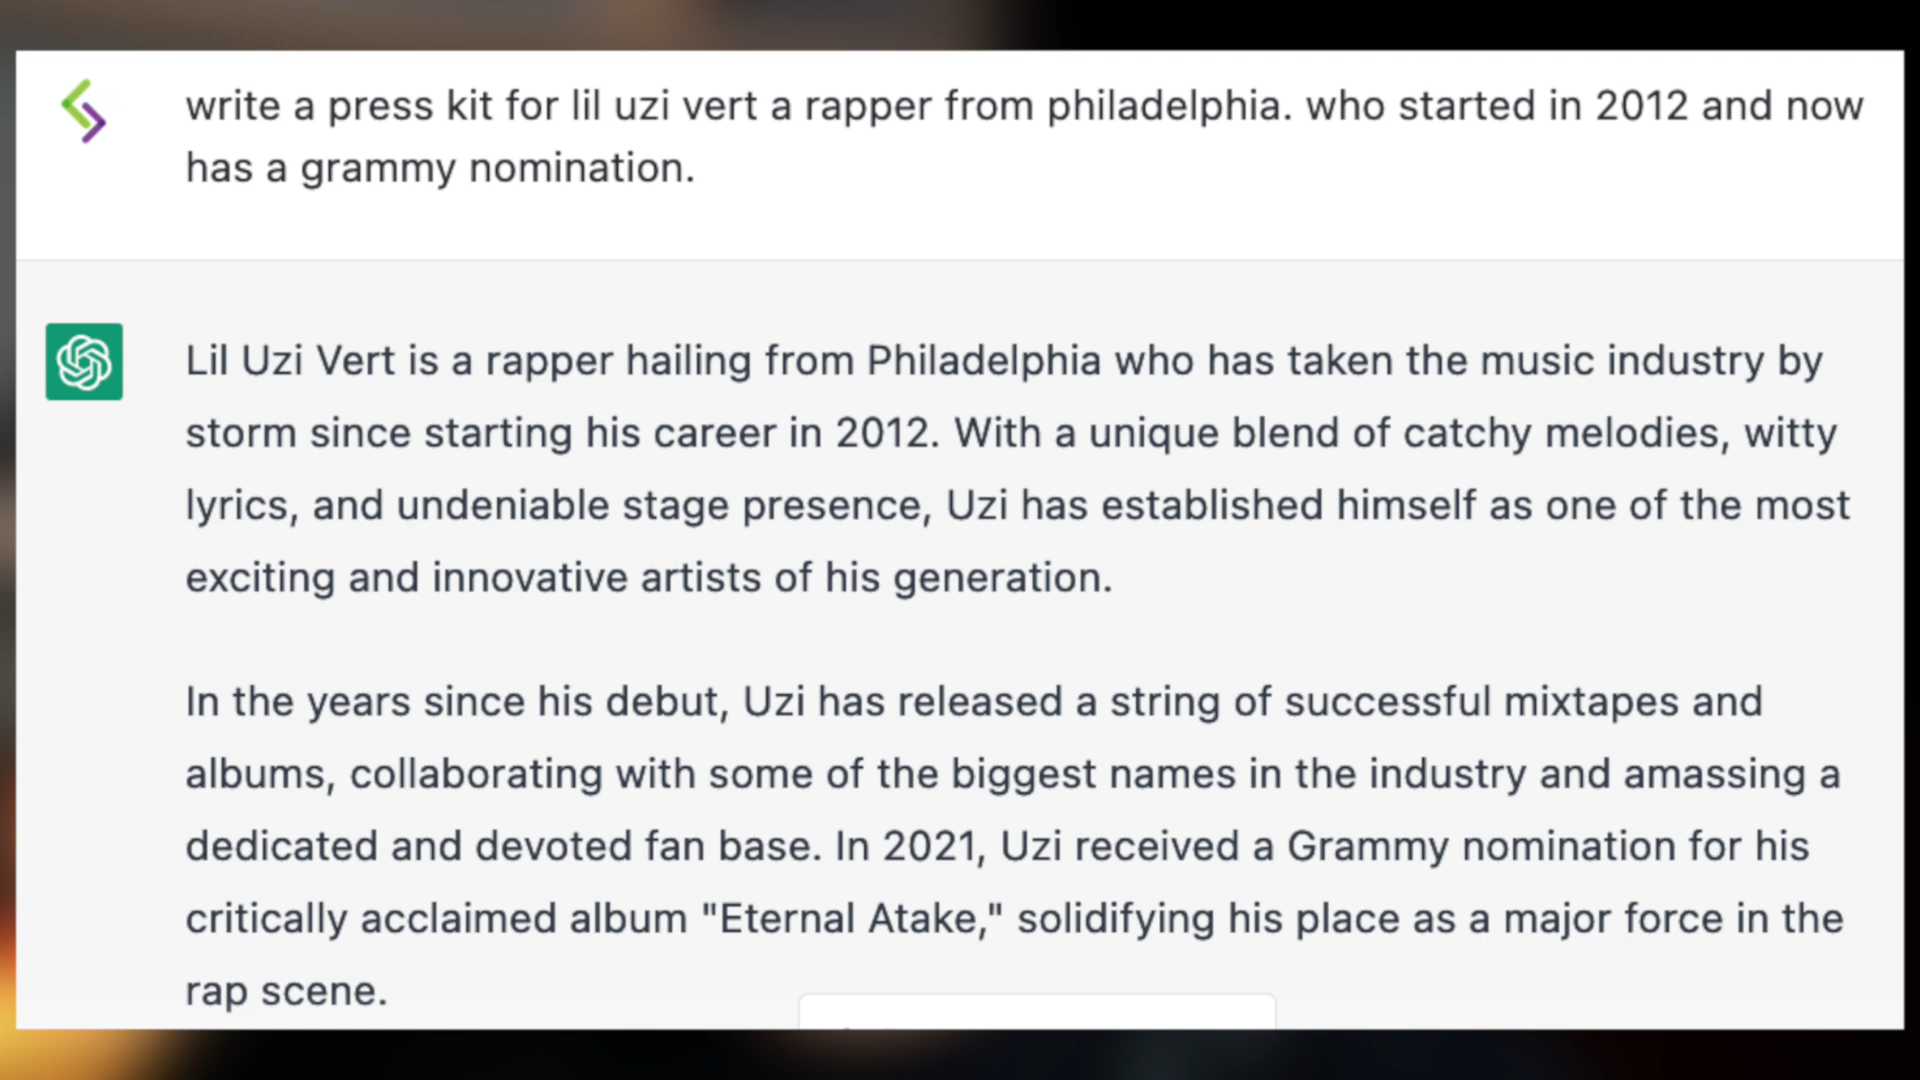 write a press kit for lil uzi vert a rapper from philadelphia. who started in 2012 and now
has a grammy nomination.
Lil Uzi Vert is a rapper hailing from Philadelphia who has taken the music industry by
storm since starting his career in 2012. With a unique blend of catchy melodies, witty
lyrics, and undeniable stage presence, Uzi has established himself as one of the most
exciting and innovative artists of his generation.
In the years since his debut, Uzi has released a string of successful mixtapes and
albums, collaborating with some of the biggest names in the industry and amassing a
dedicated and devoted fan base. In 2021, Uzi received a Grammy nomination for his
critically acclaimed album "Eternal Atake," solidifying his place as a major force in the
rap scene.